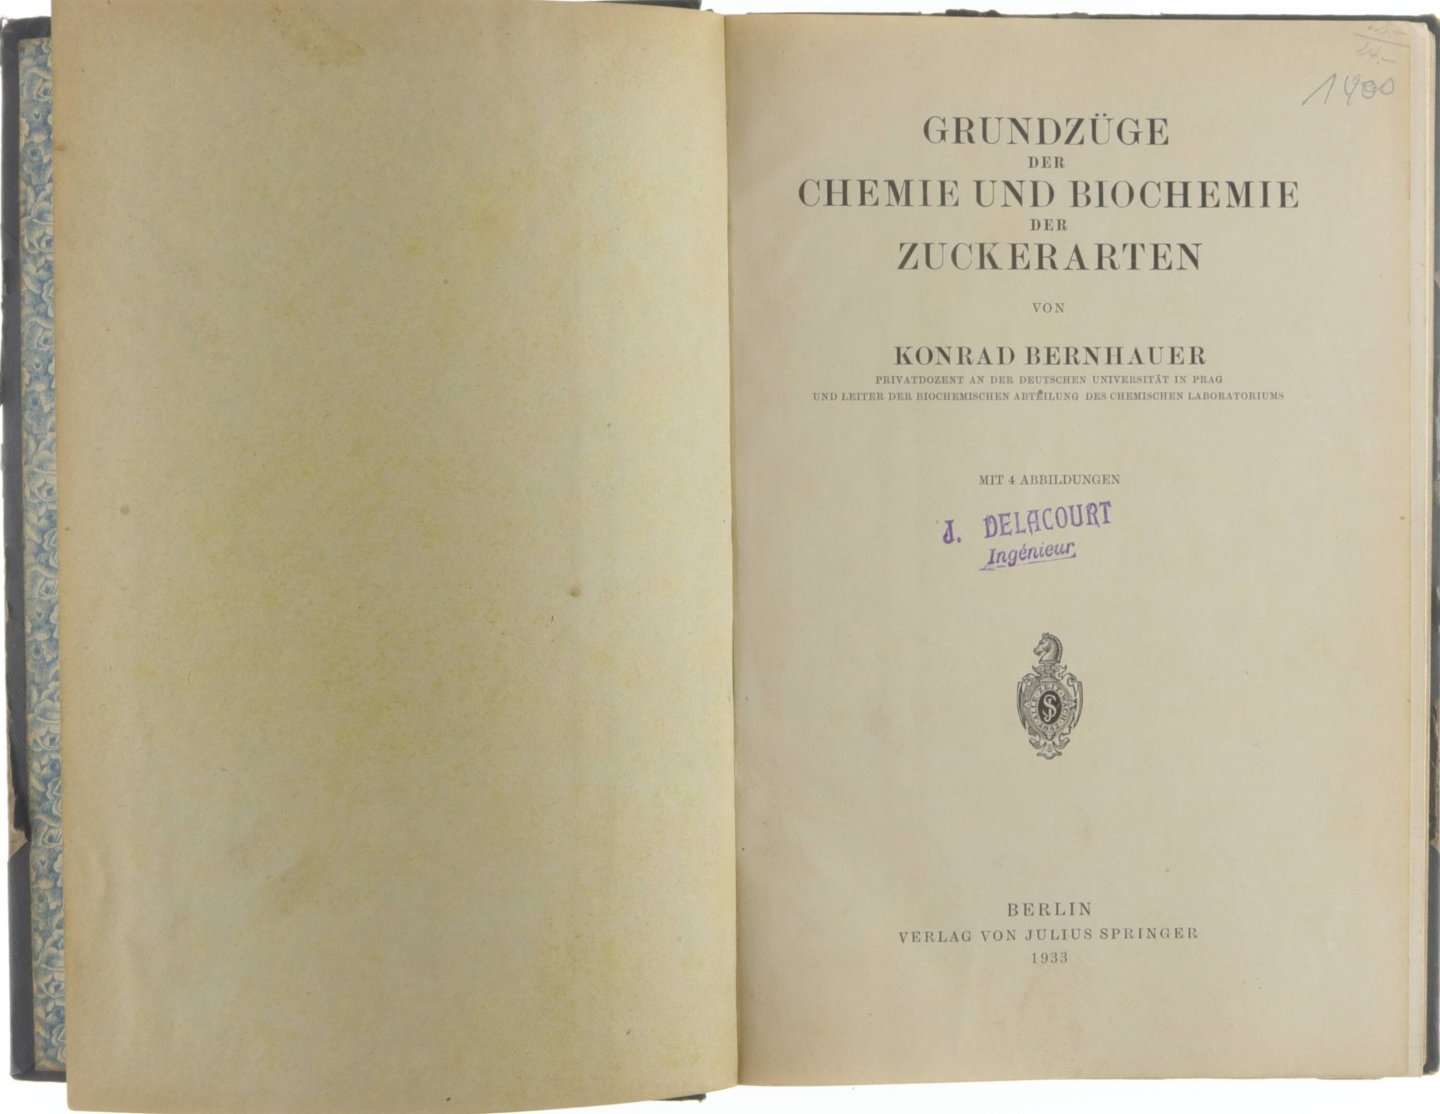 24,-
1400
GRUNDZÜGE
DER
CHEMIE UND BIOCHEMIE
DER
ZUCKERARTEN
VON
KONRAD BERNHAUER
PRIVATDOZENT AN DER DEUTSCHEN UNIVERSITÄT IN PRAG
UND LEITER DER BIOCHEMISCHEN ABTEILUNG DES CHEMISCHEN LABORATORIUMS
MIT 4 ABBILDUNGEN
J. DELACOURT
Ingénieur
BERLIN
VERLAG VON JULIUS SPRINGER
1933